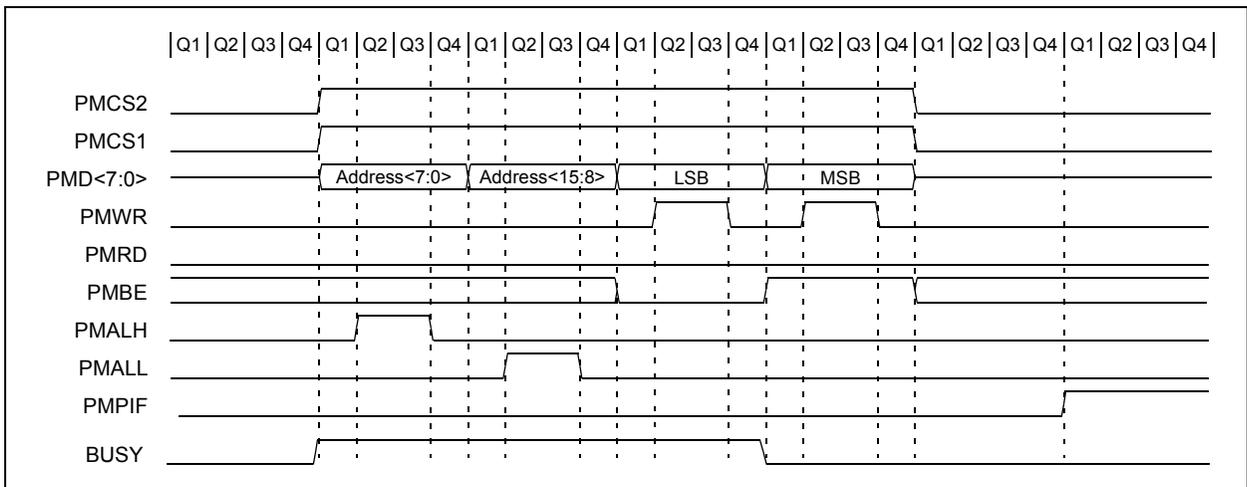 Q1 Q2 Q3 Q4 Q1 Q2 Q3 Q4 Q1 Q2 Q3 Q4 Q1 Q2 Q3 Q4 Q1 Q2 Q3 Q4 Q1 Q2 Q3 Q4 Q1 Q2 Q3 Q4
PMCS2
PMCS1
PMD<7:0> Address<7:0> Address<15:8> LSB MSB
PMWR
PMRD
PMBE
PMALH
PMALL
PMPIF
BUSY